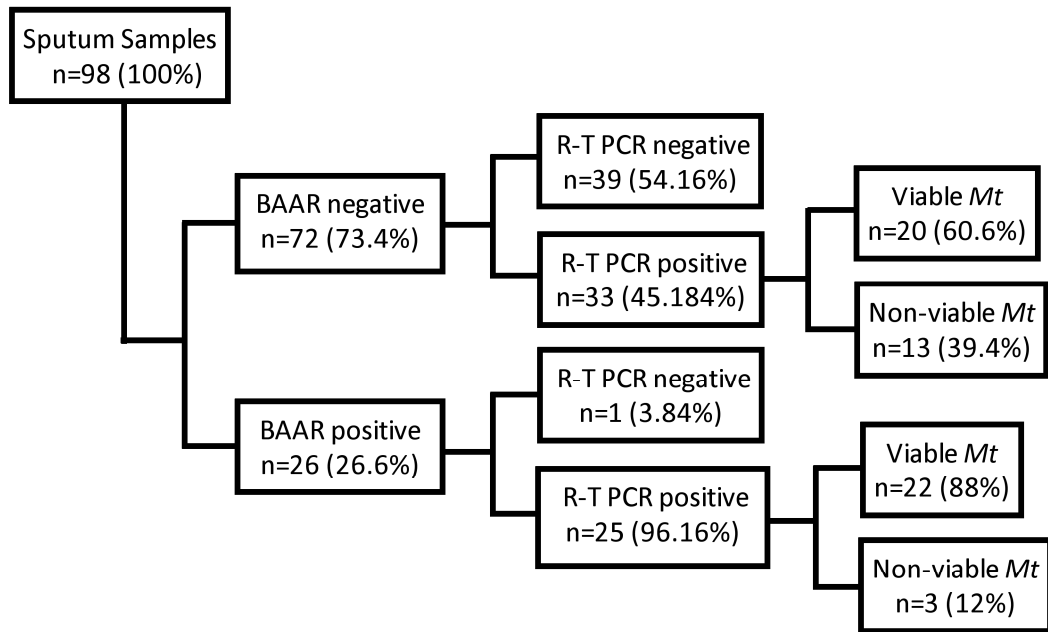 Sputum Samples
n=98 (100%)
BAAR negative
n=72 (73.4%)
R-T PCR negative
n=39 (54.16%)
R-T PCR positive
n=33 (45.184%)
Viable Mt
n=20 (60.6%)
Non-viable Mt
n=13 (39.4%)
BAAR positive
n=26 (26.6%)
R-T PCR negative
n=1 (3.84%)
R-T PCR positive
n=25 (96.16%)
Viable Mt
n=22 (88%)
Non-viable Mt
n=3 (12%)